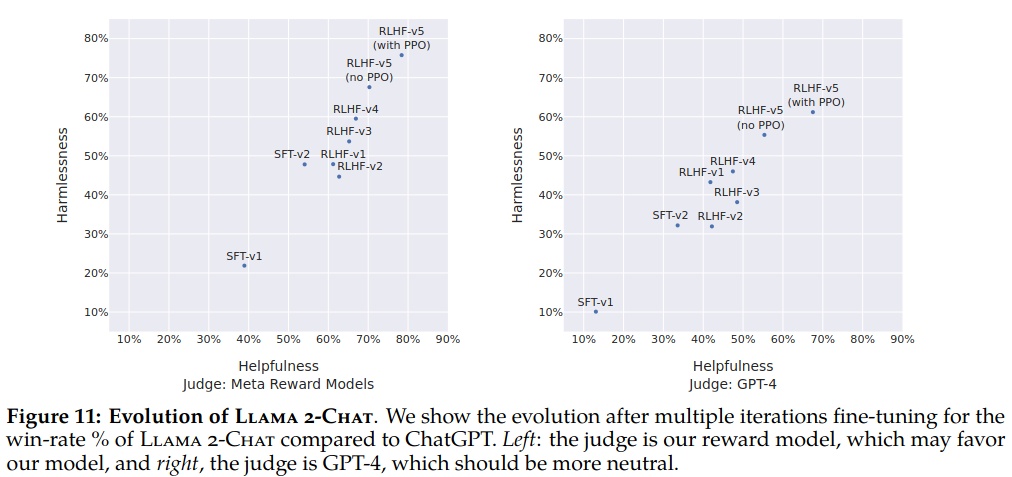 RLHF-v5
(with PPO)
RLHF-v5
(no PPO)
RLHF-v4
RLHF-v3
SFT-v2
RLHF-v1
RLHF-v2
SFT-v1
80%
70%
60%
50%
40%
30%
20%
10%
Harmlessness
10% 20% 30% 40% 50% 60% 70% 80% 90%
Helpfulness
Judge: Meta Reward Models
RLHF-v5
(with PPO)
RLHF-v5
(no PPO)
RLHF-v4
RLHF-v1
RLHF-v3
SFT-v2
RLHF-v2
SFT-v1
80%
70%
60%
50%
40%
30%
20%
10%
Harmlessness
10% 20% 30% 40% 50% 60% 70% 80% 90%
Helpfulness
Judge: GPT-4
Figure 11: Evolution of Llama 2-Chat. We show the evolution after multiple iterations fine-tuning for the
win-rate % of Llama 2-Chat compared to ChatGPT. Left: the judge is our reward model, which may favor
our model, and right, the judge is GPT-4, which should be more neutral.